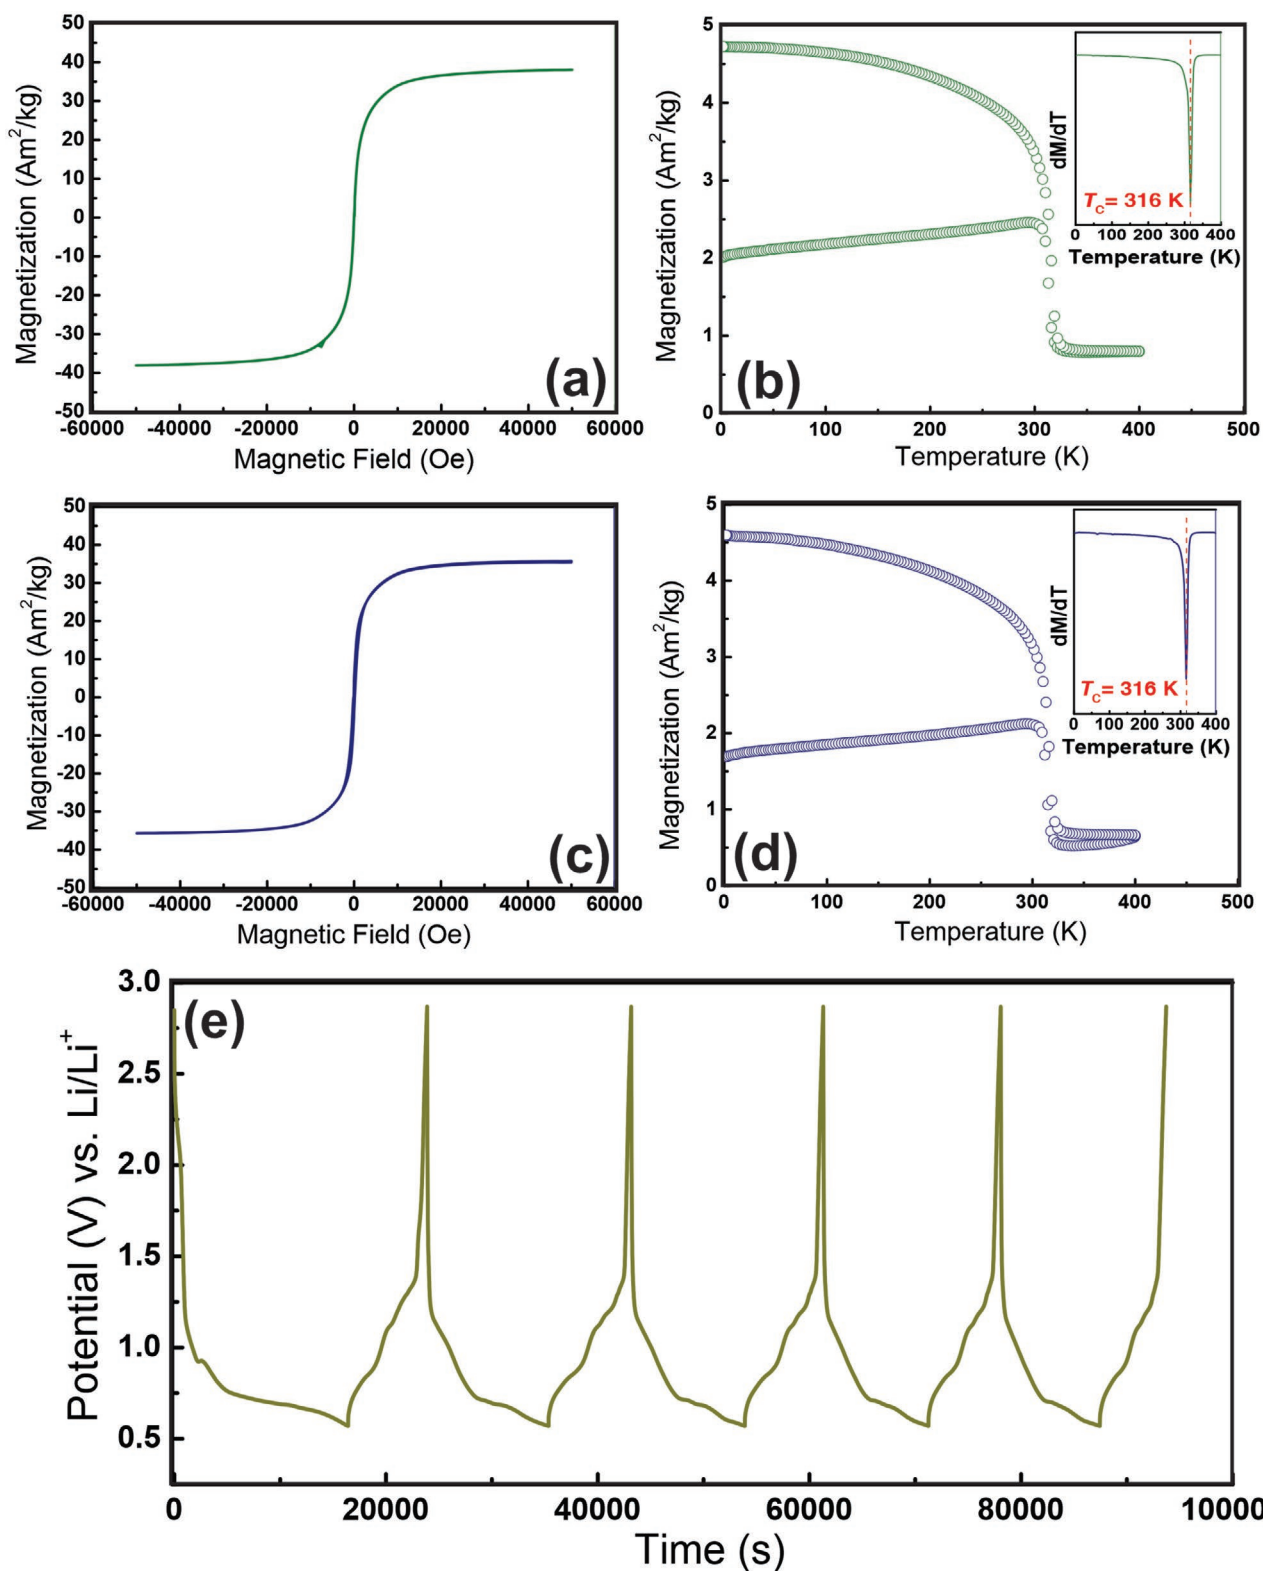 50
40
30
20
10
0
-10
-20
-30
-40
-50
Magnetization (Am²/kg)
(a)
-60000 -40000 -20000 0 20000 40000 60000
Magnetic Field (Oe)
5
4
3
2
1
0
Magnetization (Am²/kg)
(b)
0 100 200 300 400 500
Temperature (K)
dM/dT
T_C= 316 K
0 100 200 300 400
Temperature (K)
50
40
30
20
10
0
-10
-20
-30
-40
-50
Magnetization (Am²/kg)
(c)
-60000 -40000 -20000 0 20000 40000 60000
Magnetic Field (Oe)
5
4
3
2
1
0
Magnetization (Am²/kg)
(d)
0 100 200 300 400 500
Temperature (K)
dM/dT
T_C= 316 K
0 100 200 300 400
Temperature (K)
3.0
2.5
2.0
1.5
1.0
0.5
Potential (V) vs. Li/Li⁺
(e)
0 20000 40000 60000 80000 10000
Time (s)